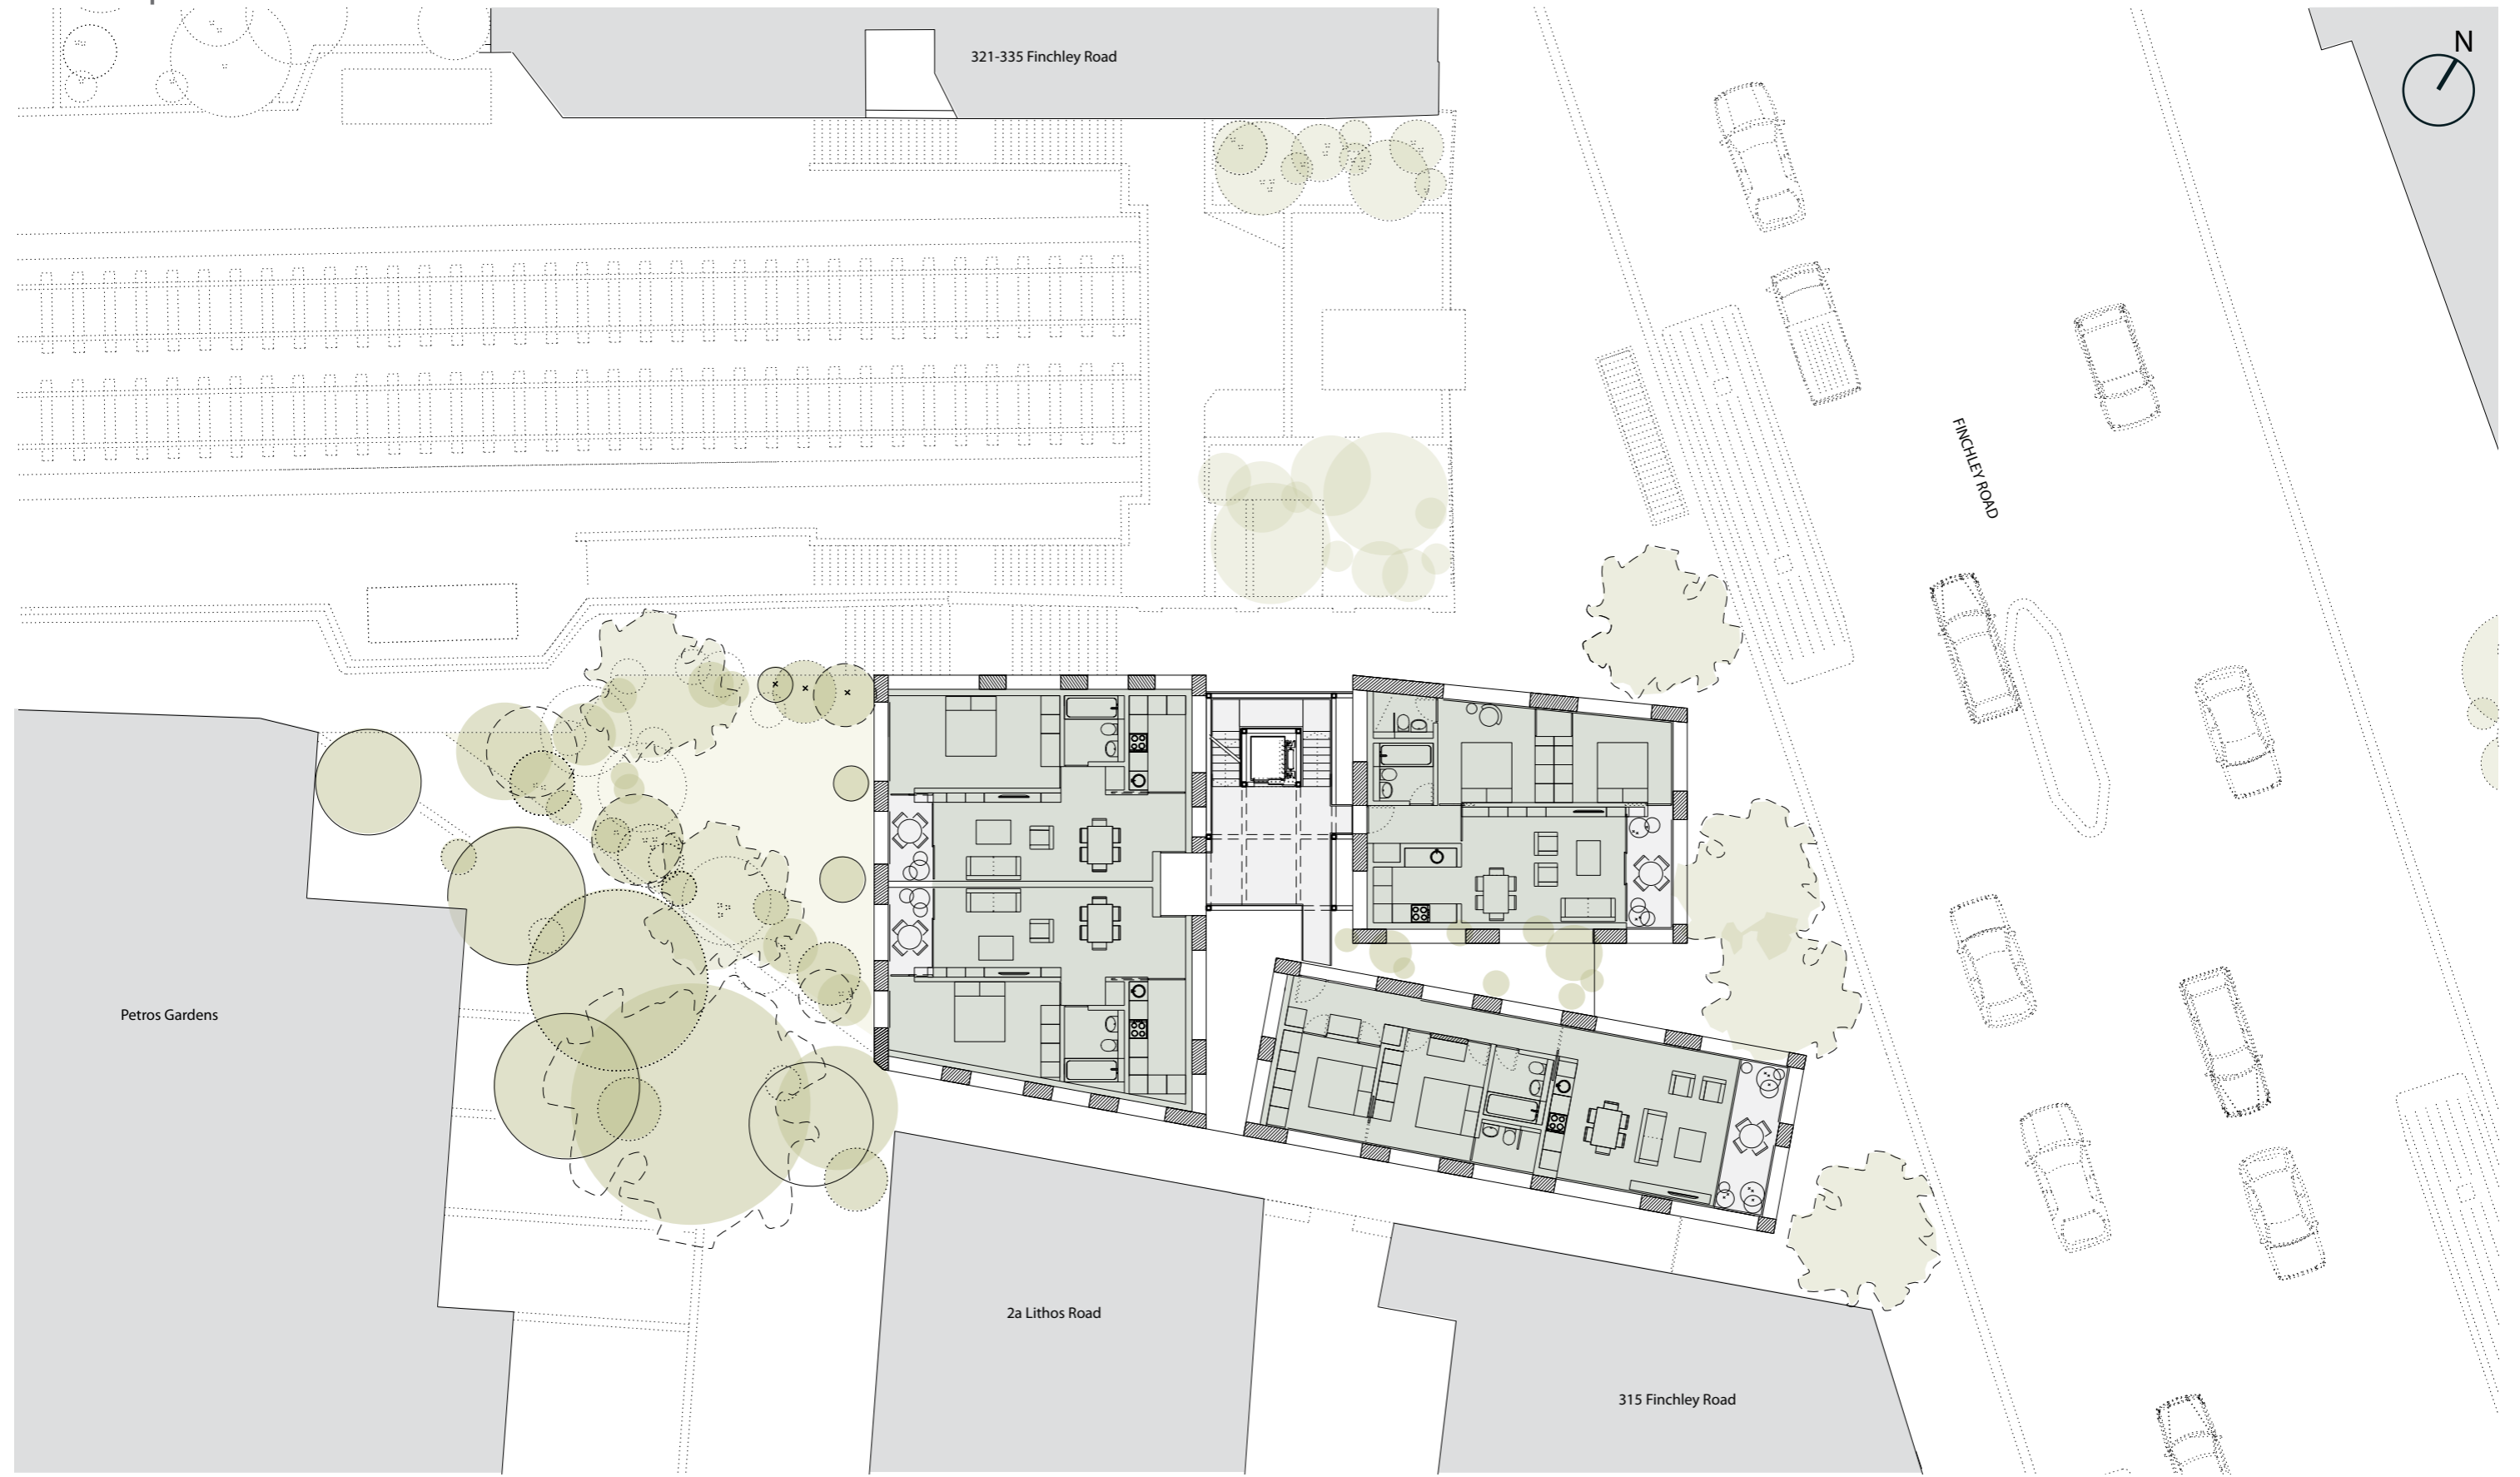 321-335 Finchley Road
N
FINCHLEY ROAD
Petros Gardens
2a Lithos Road
315 Finchley Road